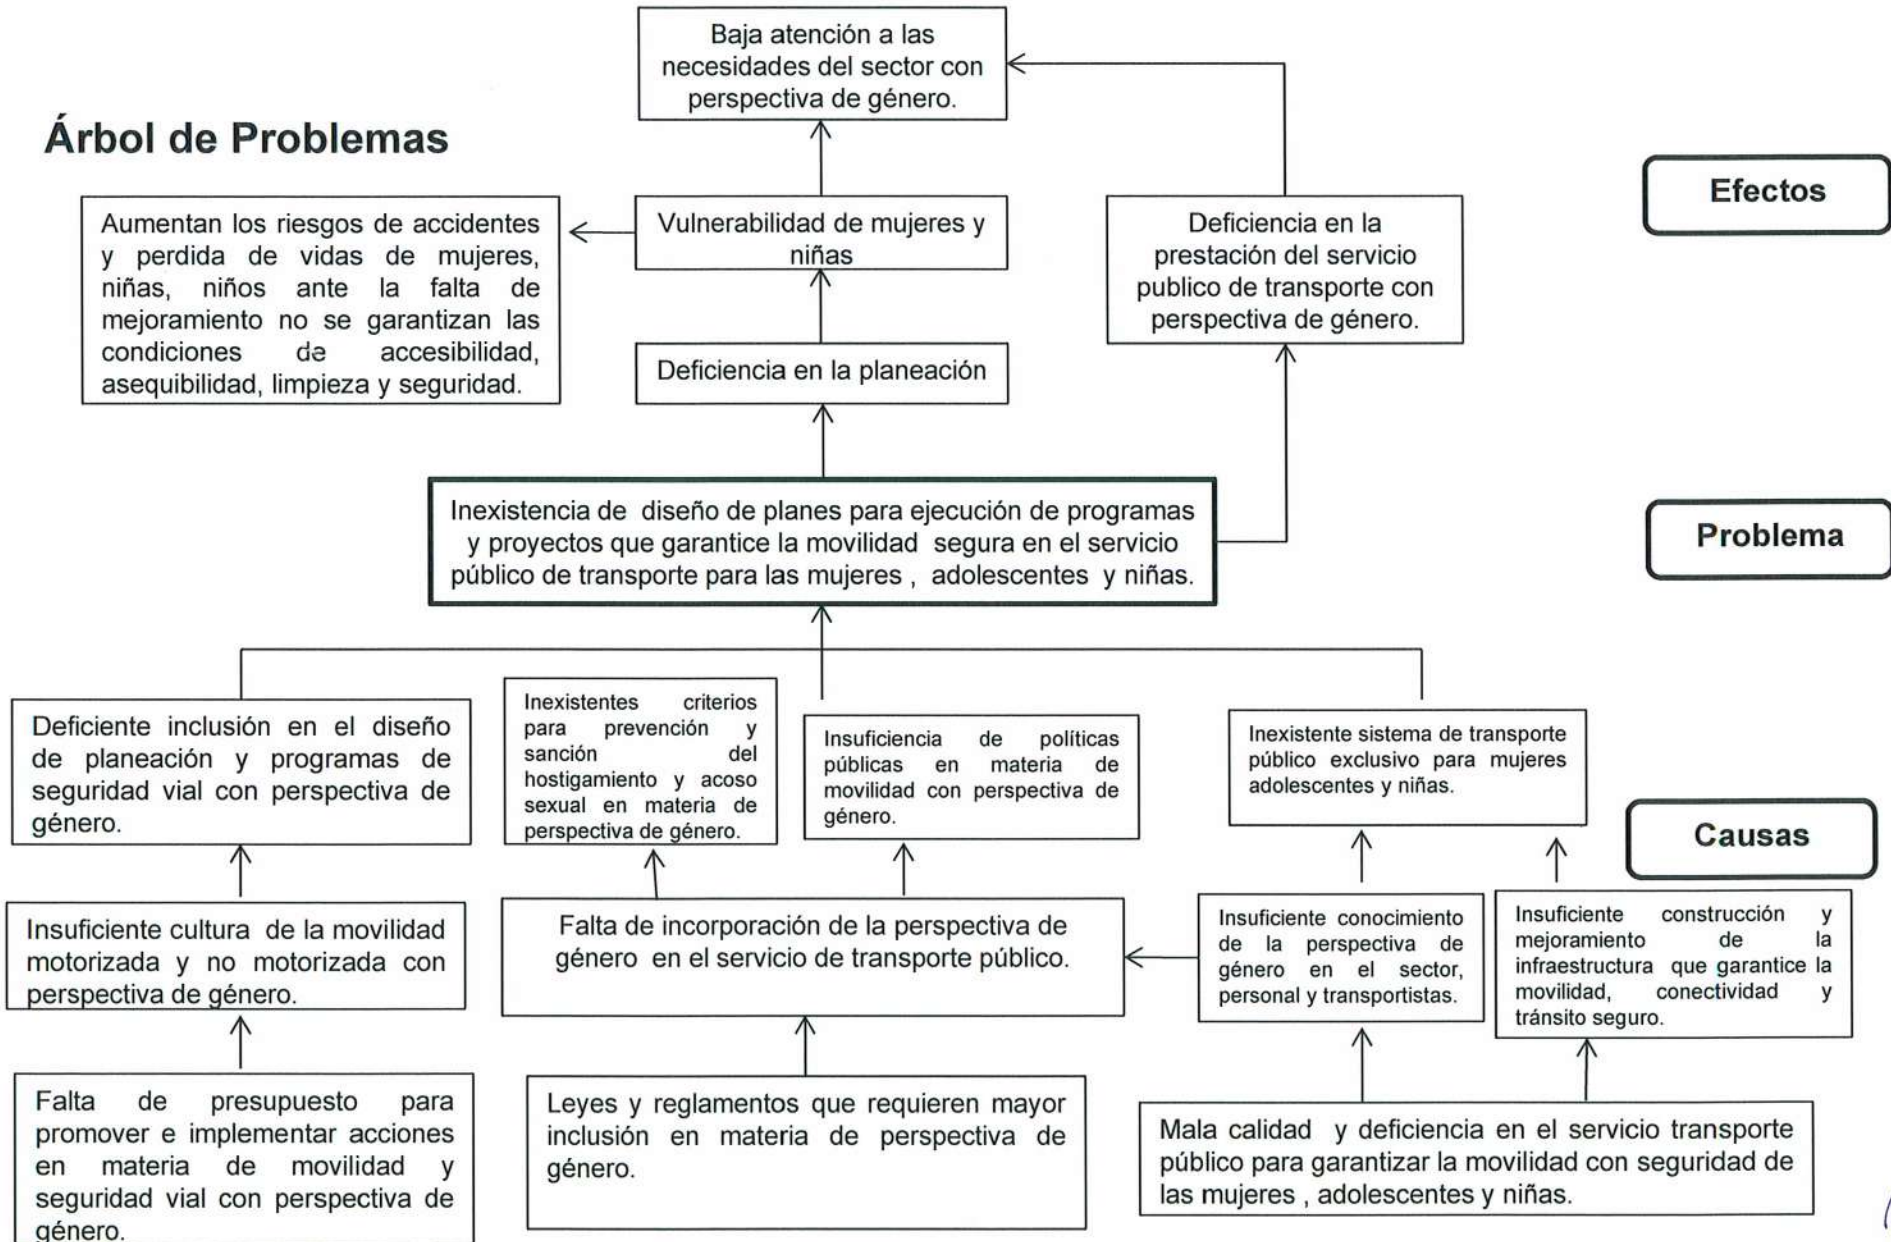 Baja atención a las
necesidades del sector con
perspectiva de género.
Árbol de Problemas
Efectos
Aumentan los riesgos de accidentes
y perdida de vidas de mujeres,
niñas, niños ante la falta de
mejoramiento no se garantizan las
condiciones de accesibilidad,
asequibilidad, limpieza y seguridad.
Vulnerabilidad de mujeres y
niñas
Deficiencia en la
prestación del servicio
publico de transporte con
perspectiva de género.
Deficiencia en la planeación
Inexistencia de diseño de planes para ejecución de programas
y proyectos que garantice la movilidad segura en el servicio
público de transporte para las mujeres , adolescentes y niñas.
Problema
Deficiente inclusión en el diseño
de planeación y programas de
seguridad vial con perspectiva de
género.
Inexistentes criterios
para prevención y
sanción del
hostigamiento y acoso
sexual en materia de
perspectiva de género.
Insuficiencia de políticas
públicas en materia de
movilidad con perspectiva de
género.
Inexistente sistema de transporte
público exclusivo para mujeres
adolescentes y niñas.
Causas
Insuficiente cultura de la movilidad
motorizada y no motorizada con
perspectiva de género.
Falta de incorporación de la perspectiva de
género en el servicio de transporte público.
Insuficiente conocimiento
de la perspectiva de
género en el sector,
personal y transportistas.
Insuficiente construcción y
mejoramiento de la
infraestructura que garantice la
movilidad, conectividad y
tránsito seguro.
Falta de presupuesto para
promover e implementar acciones
en materia de movilidad y
seguridad vial con perspectiva de
género.
Leyes y reglamentos que requieren mayor
inclusión en materia de perspectiva de
género.
Mala calidad y deficiencia en el servicio transporte
público para garantizar la movilidad con seguridad de
las mujeres , adolescentes y niñas.